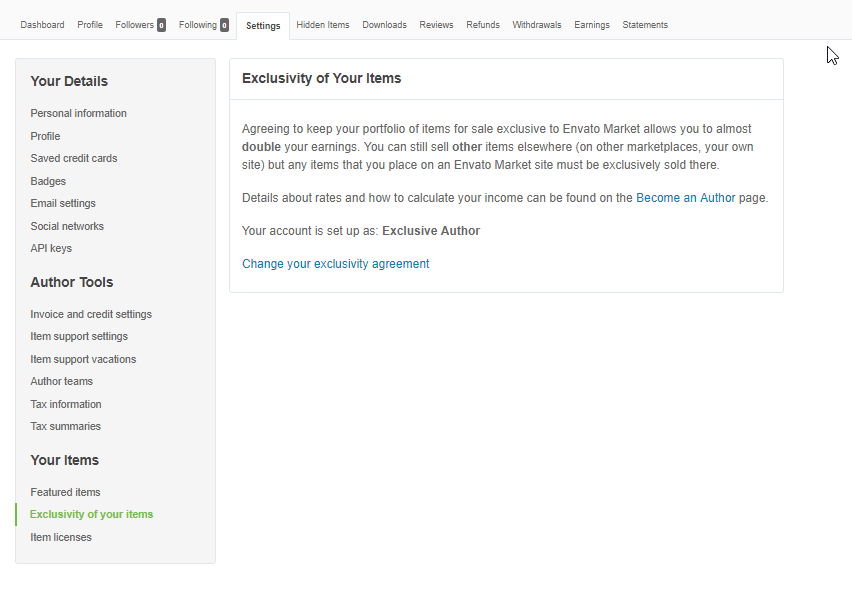 Dashboard Profile Followers 0 Following 0 Settings Hidden Items Downloads Reviews Refunds Withdrawals Earnings Statements
Your Details
Personal information
Profile
Saved credit cards
Badges
Email settings
Social networks
API keys
Author Tools
Invoice and credit settings
Item support settings
Item support vacations
Author teams
Tax information
Tax summaries
Your Items
Featured items
Exclusivity of your items
Item licenses
Exclusivity of Your Items
Agreeing to keep your portfolio of items for sale exclusive to Envato Market allows you to almost
double your earnings. You can still sell other items elsewhere (on other marketplaces, your own
site) but any items that you place on an Envato Market site must be exclusively sold there.
Details about rates and how to calculate your income can be found on the Become an Author page.
Your account is set up as: Exclusive Author
Change your exclusivity agreement